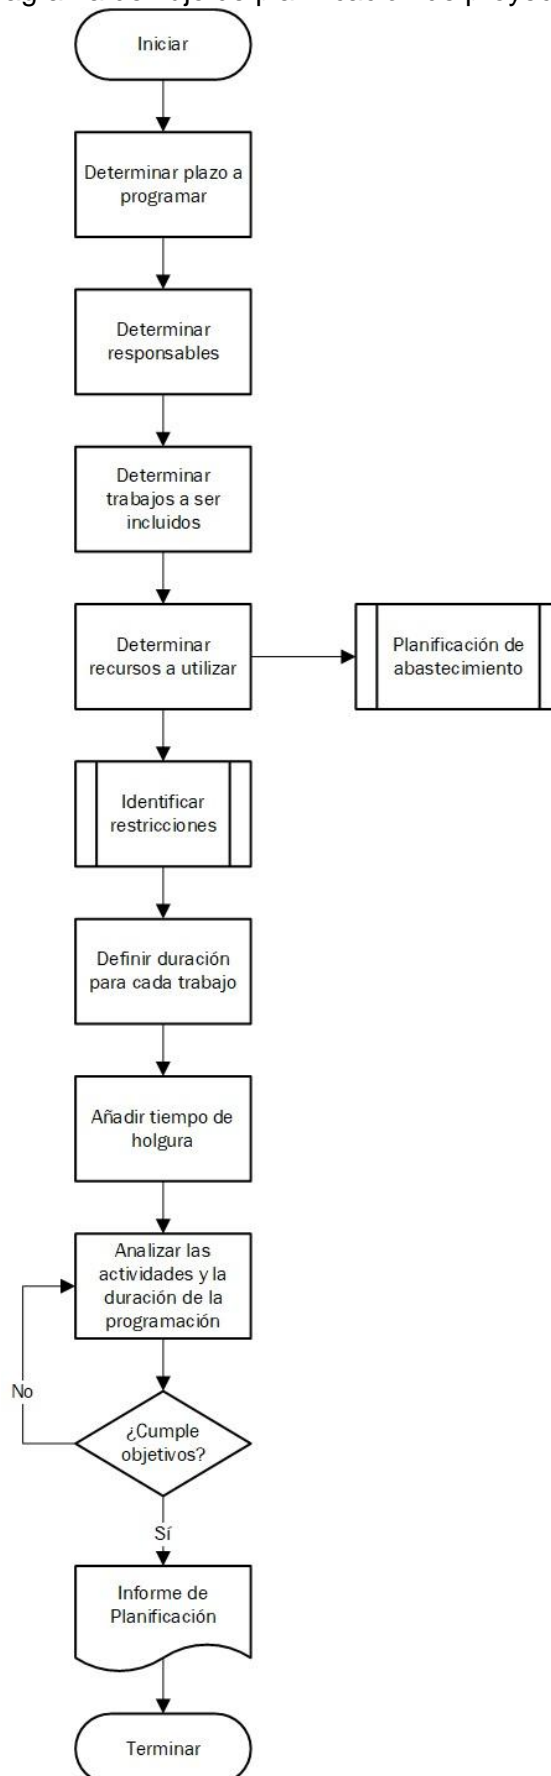 Iniciar
Determinar plazo a
programar
Determinar
responsables
Determinar
trabajos a ser
incluidos
Determinar
recursos a utilizar
Planificación de
abastecimiento
Identificar
restricciones
Definir duración
para cada trabajo
Añadir tiempo de
holgura
Analizar las
actividades y la
duración de la
programación
No
¿Cumple
objetivos?
Sí
Informe de
Planificación
Terminar